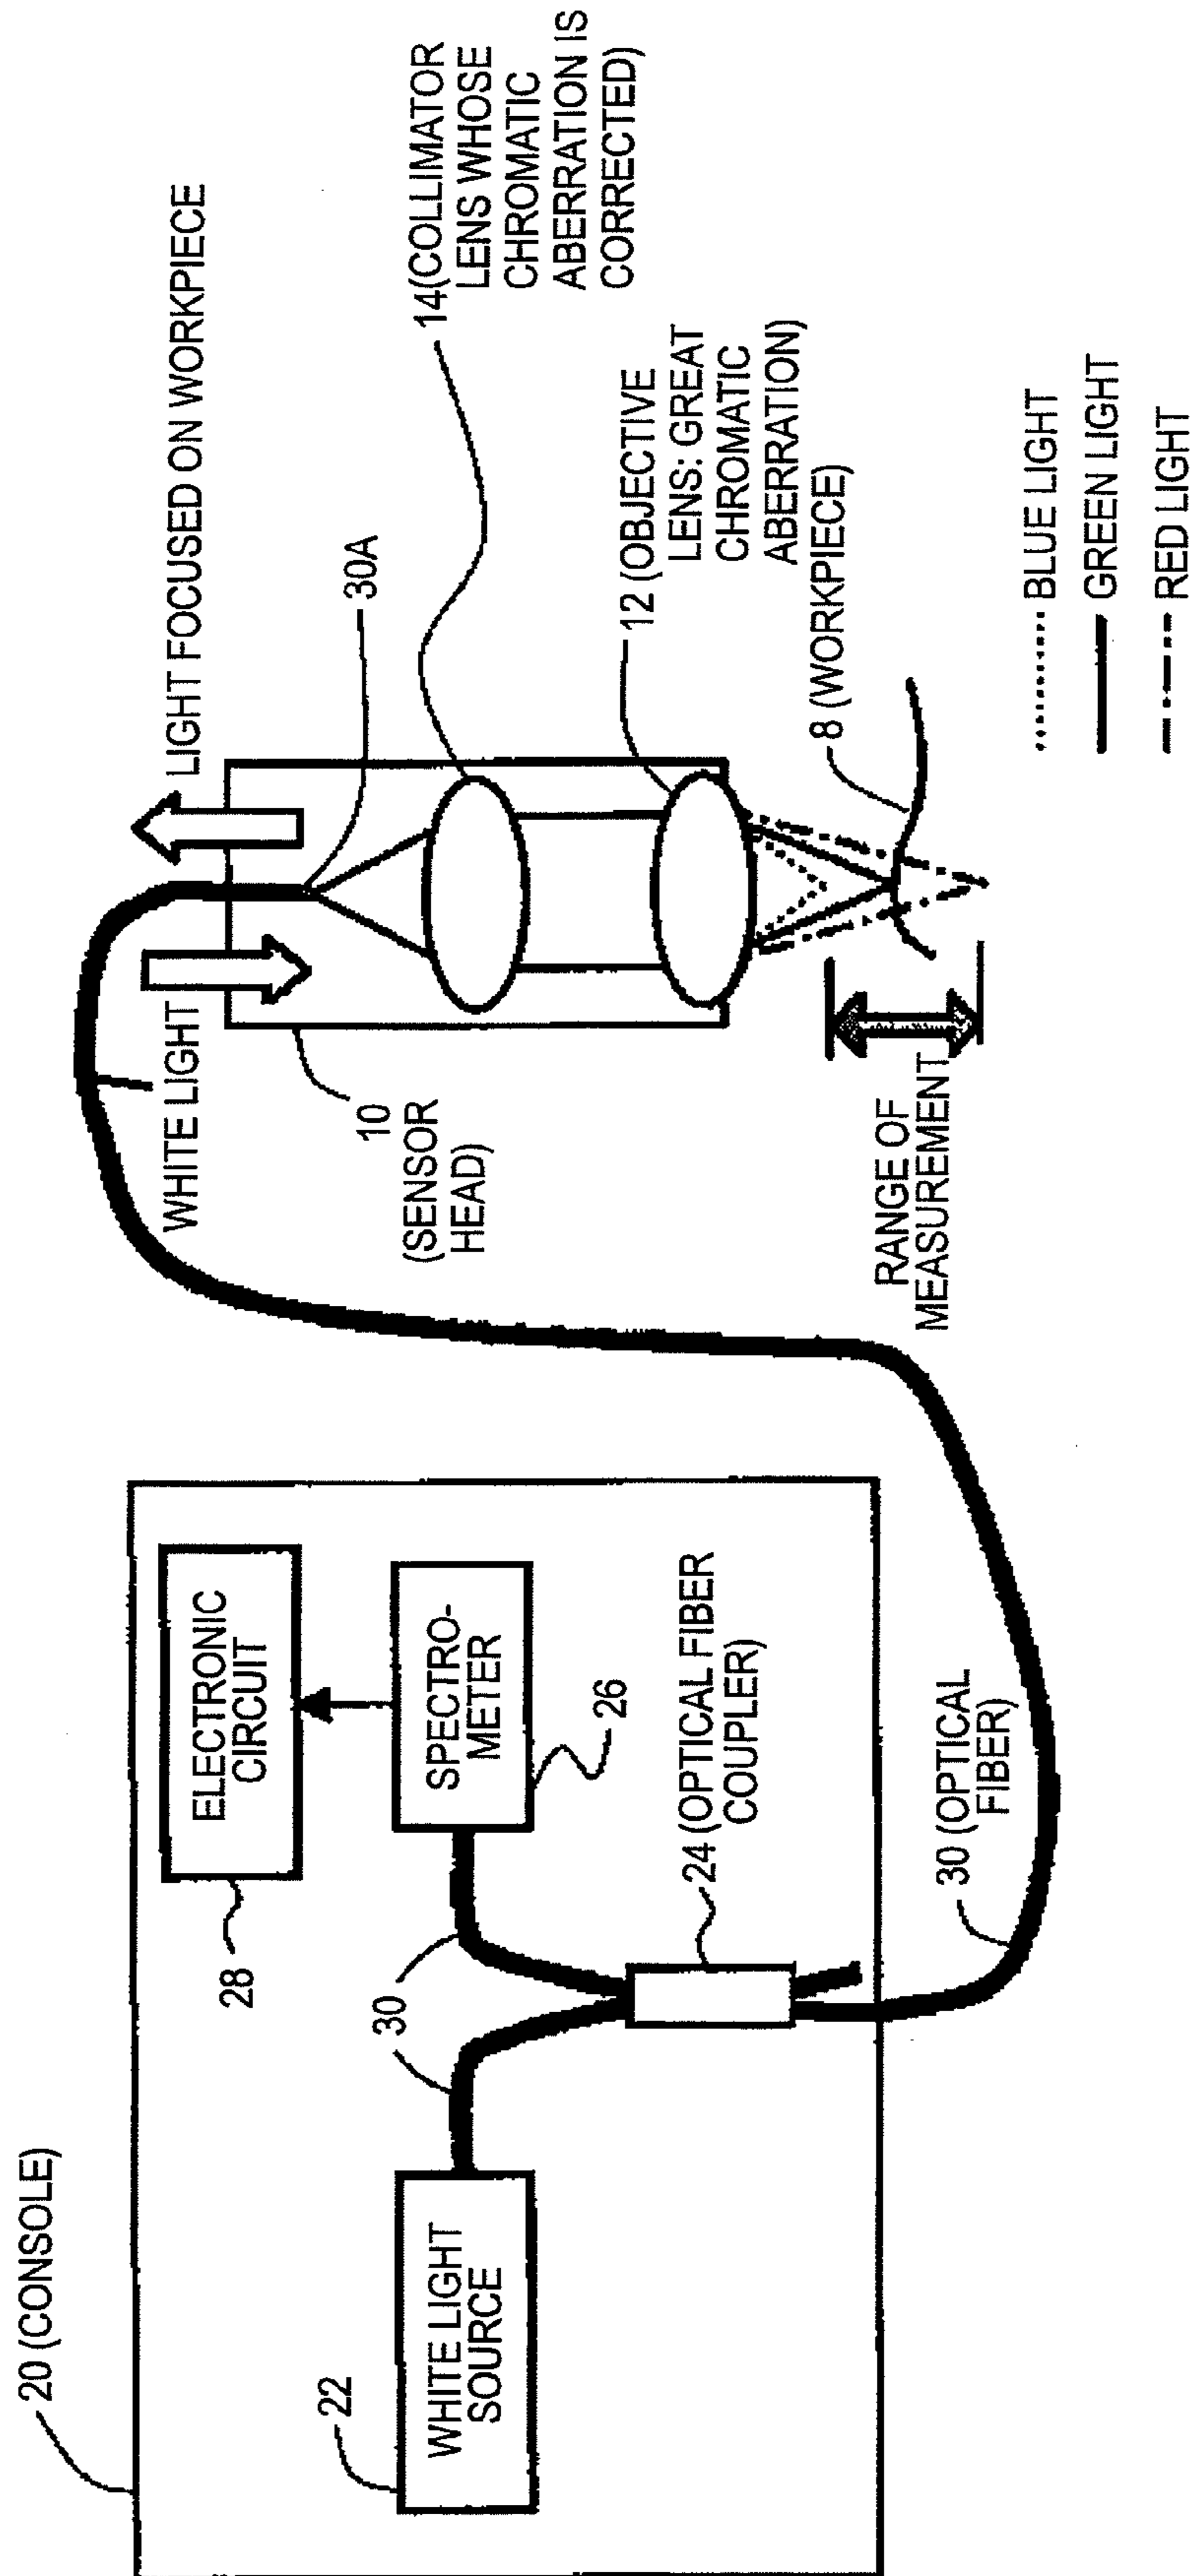 20 (CONSOLE)
22
WHITE LIGHT
SOURCE
30
28
ELECTRONIC
CIRCUIT
SPECTRO-
METER
26
24 (OPTICAL FIBER
COUPLER)
30 (OPTICAL
FIBER)
WHITE LIGHT
LIGHT FOCUSED ON WORKPIECE
10
(SENSOR
HEAD)
30A
14(COLLIMATOR
LENS WHOSE
CHROMATIC
ABERRATION IS
CORRECTED)
12 (OBJECTIVE
LENS: GREAT
CHROMATIC
ABERRATION)
8 (WORKPIECE)
RANGE OF
MEASUREMENT
BLUE LIGHT
GREEN LIGHT
RED LIGHT